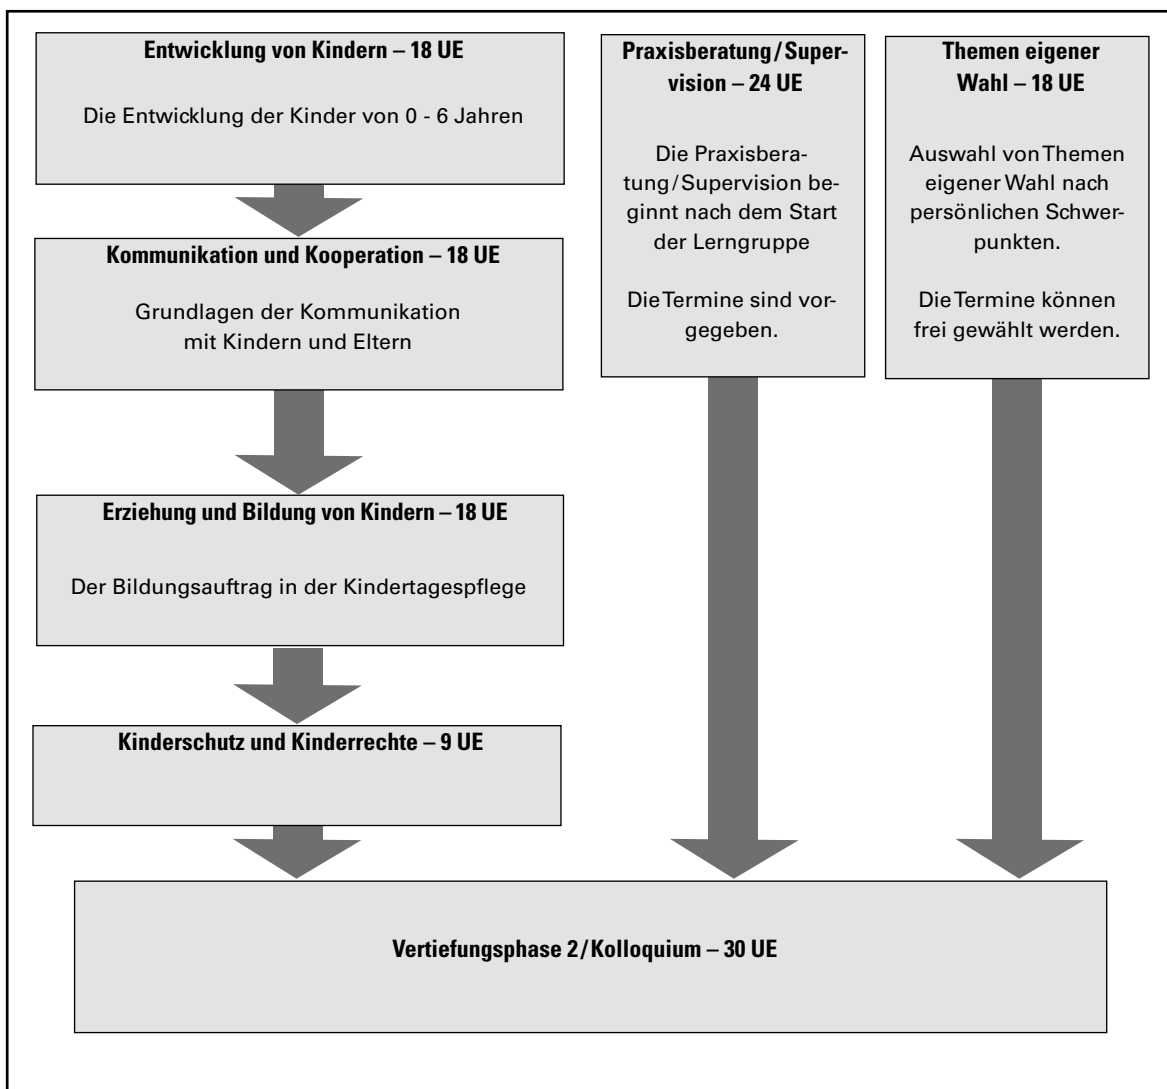 Entwicklung von Kindern – 18 UE
Die Entwicklung der Kinder von 0 - 6 Jahren
Kommunikation und Kooperation – 18 UE
Grundlagen der Kommunikation
mit Kindern und Eltern
Erziehung und Bildung von Kindern – 18 UE
Der Bildungsauftrag in der Kindertagespflege
Kinderschutz und Kinderrechte – 9 UE
Praxisberatung/Super-
vision – 24 UE
Die Praxisbera-
tung/Supervision be-
ginnt nach dem Start
der Lerngruppe
Die Termine sind vor-
gegeben.
Themen eigener
Wahl – 18 UE
Auswahl von Themen
eigener Wahl nach
persönlichen Schwer-
punkten.
Die Termine können
frei gewählt werden.
Vertiefungsphase 2/Kolloquium – 30 UE